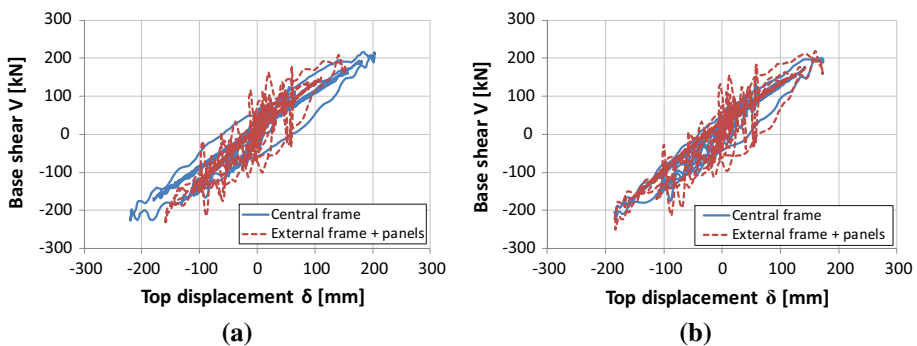 300
200
100
0
-100
-200
-300
Base shear V [kN]
Central frame
External frame + panels
-300 -200 -100 0 100 200 300
Top displacement δ [mm]
(a)
300
200
100
0
-100
-200
-300
Base shear V [kN]
Central frame
External frame + panels
-300 -200 -100 0 100 200 300
Top displacement δ [mm]
(b)